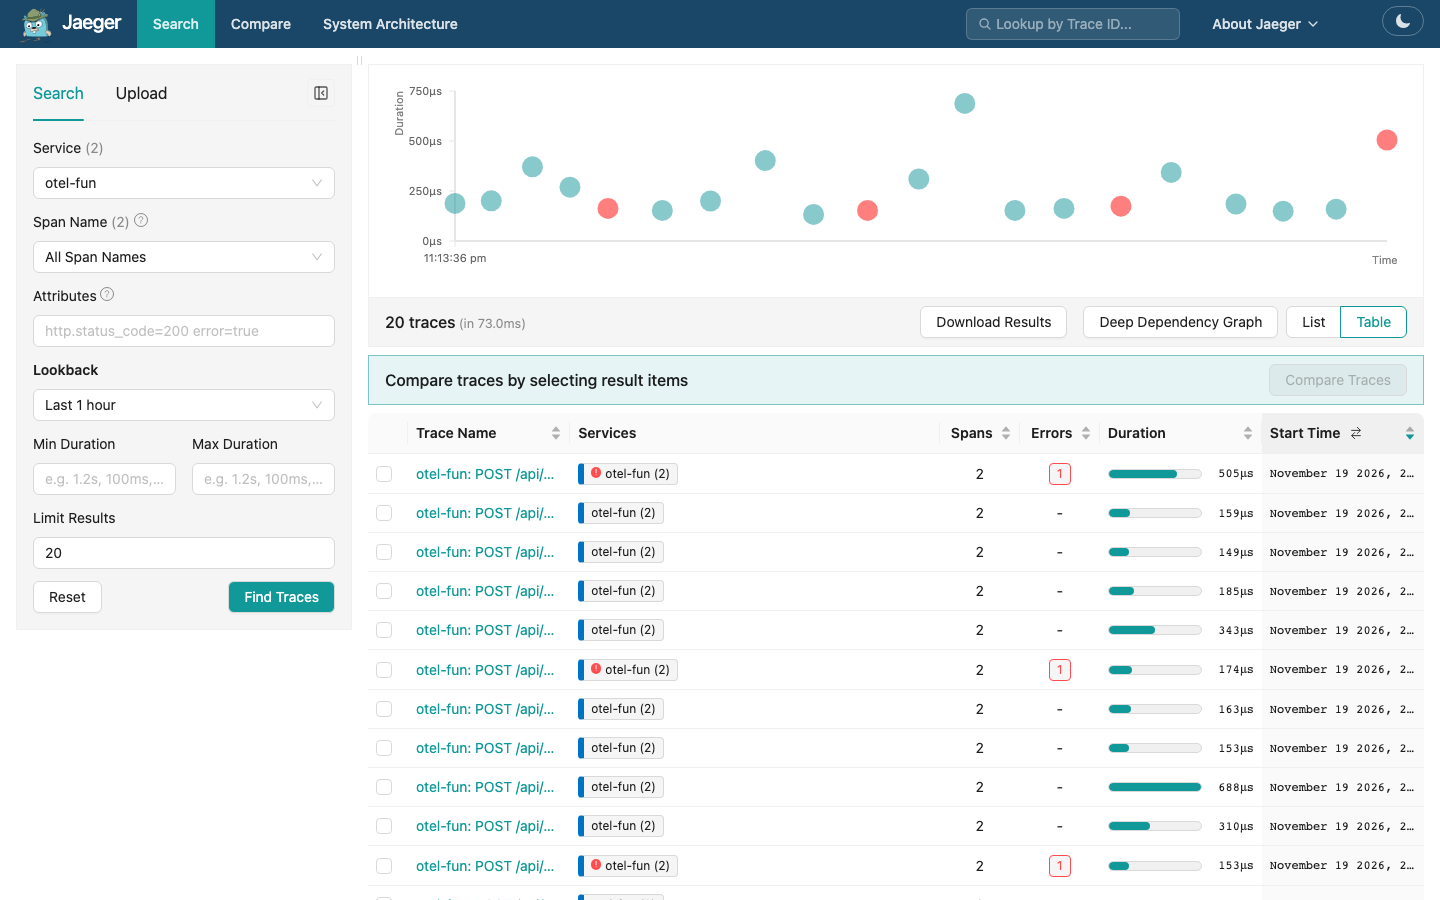 Jaeger
Search
Compare
System Architecture
Lookup by Trace ID...
About Jaeger
Search
Upload
Service (2)
otel-fun
Span Name (2)
All Span Names
Attributes
http.status_code=200 error=true
Lookback
Last 1 hour
Min Duration
Max Duration
e.g. 1.2s, 100ms,...
e.g. 1.2s, 100ms,...
Limit Results
20
Reset
Find Traces
Duration
750µs
500µs
250µs
0µs
11:13:36 pm
Time
20 traces (in 73.0ms)
Download Results
Deep Dependency Graph
List
Table
Compare traces by selecting result items
Compare Traces
Trace Name Services Spans Errors Duration Start Time
otel-fun: POST /api/... otel-fun (2) 2 1 505µs November 19 2026, 2...
otel-fun: POST /api/... otel-fun (2) 2 - 159µs November 19 2026, 2...
otel-fun: POST /api/... otel-fun (2) 2 - 149µs November 19 2026, 2...
otel-fun: POST /api/... otel-fun (2) 2 - 185µs November 19 2026, 2...
otel-fun: POST /api/... otel-fun (2) 2 - 343µs November 19 2026, 2...
otel-fun: POST /api/... otel-fun (2) 2 1 174µs November 19 2026, 2...
otel-fun: POST /api/... otel-fun (2) 2 - 163µs November 19 2026, 2...
otel-fun: POST /api/... otel-fun (2) 2 - 153µs November 19 2026, 2...
otel-fun: POST /api/... otel-fun (2) 2 - 688µs November 19 2026, 2...
otel-fun: POST /api/... otel-fun (2) 2 - 310µs November 19 2026, 2...
otel-fun: POST /api/... otel-fun (2) 2 1 153µs November 19 2026, 2...